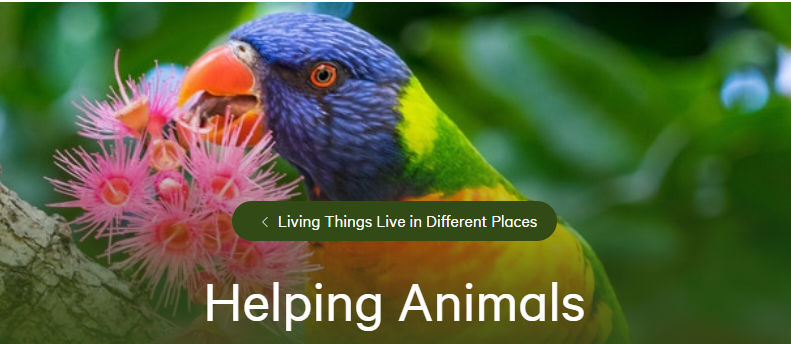 Living Things Live in Different Places
Helping Animals